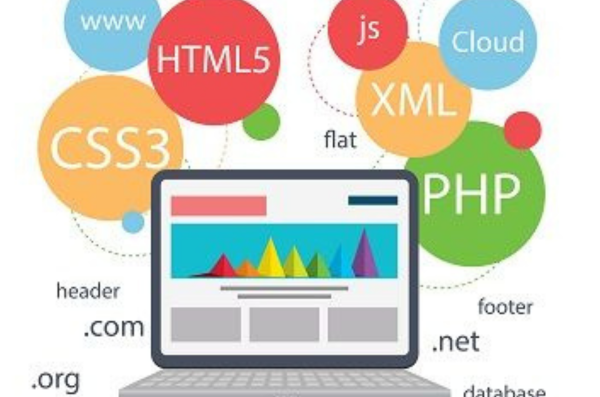 www
HTML5
js
Cloud
CSS3
XML
flat
PHP
header
.com
footer
.net
.org
database